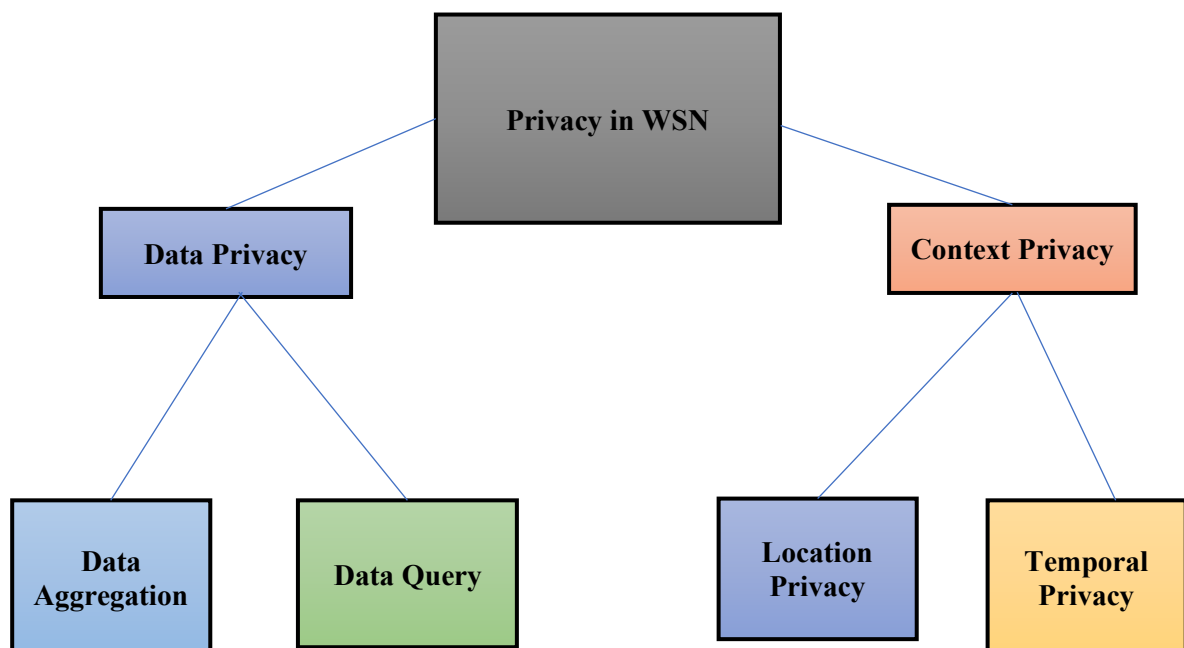 Privacy in WSN
Data Privacy
Context Privacy
Data
Aggregation
Data Query
Location
Privacy
Temporal
Privacy